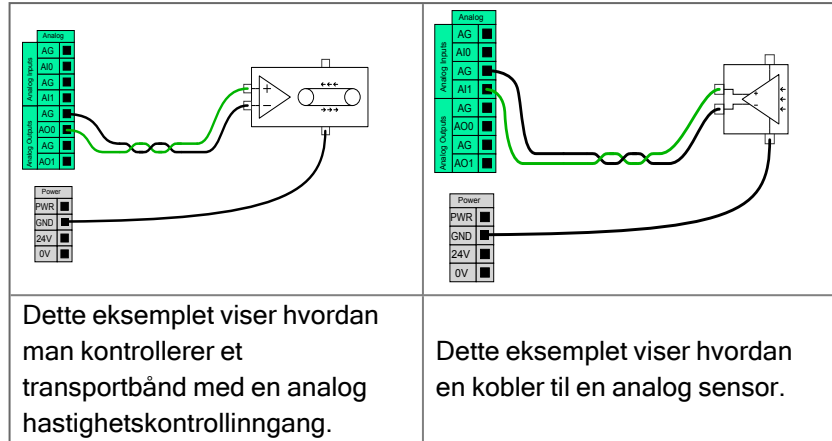 Analog
Analog Inputs
AG
AI0
AG
AI1
Analog Outputs
AG
AO0
AG
AO1
Power
PWR
GND
24V
0V
Analog
Analog Inputs
AG
AI0
AG
AI1
Analog Outputs
AG
AO0
AG
AO1
Power
PWR
GND
24V
0V
Dette eksemplet viser hvordan
man kontrollerer et
transportbånd med en analog
hastighetskontrollinngang.
Dette eksemplet viser hvordan
en kobler til en analog sensor.